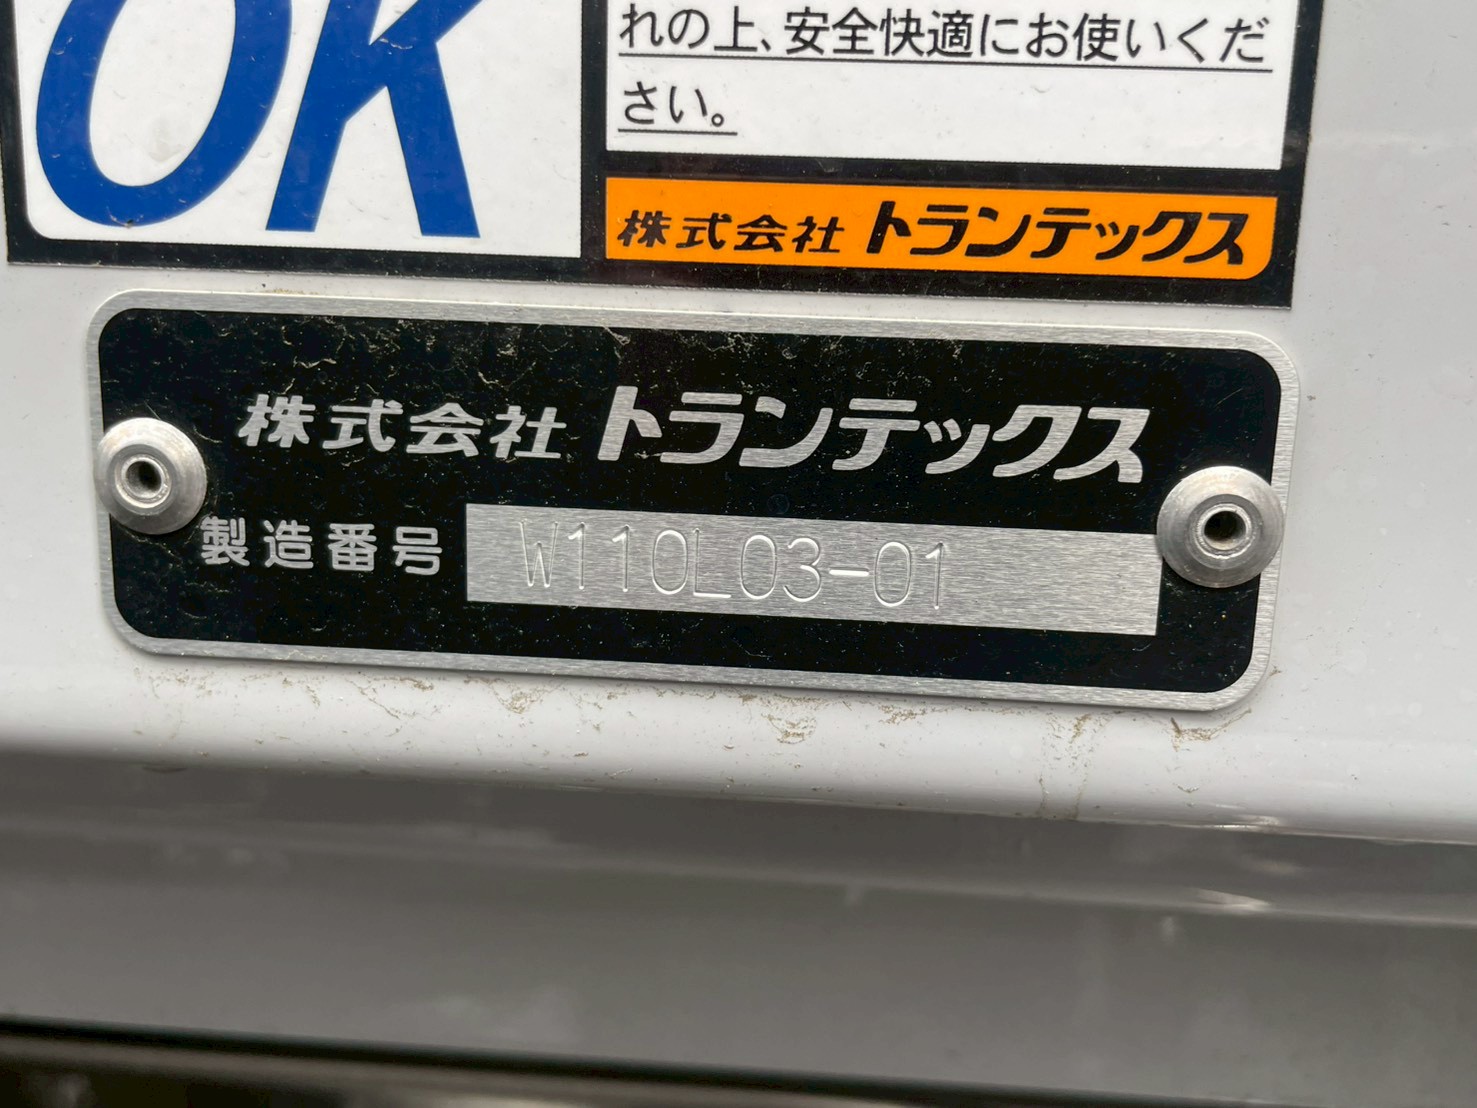 OK
れの上、安全快適にお使いくだ
さい。
株式会社 トランテックス
株式会社 トランテックス
製造番号 W110L03-01